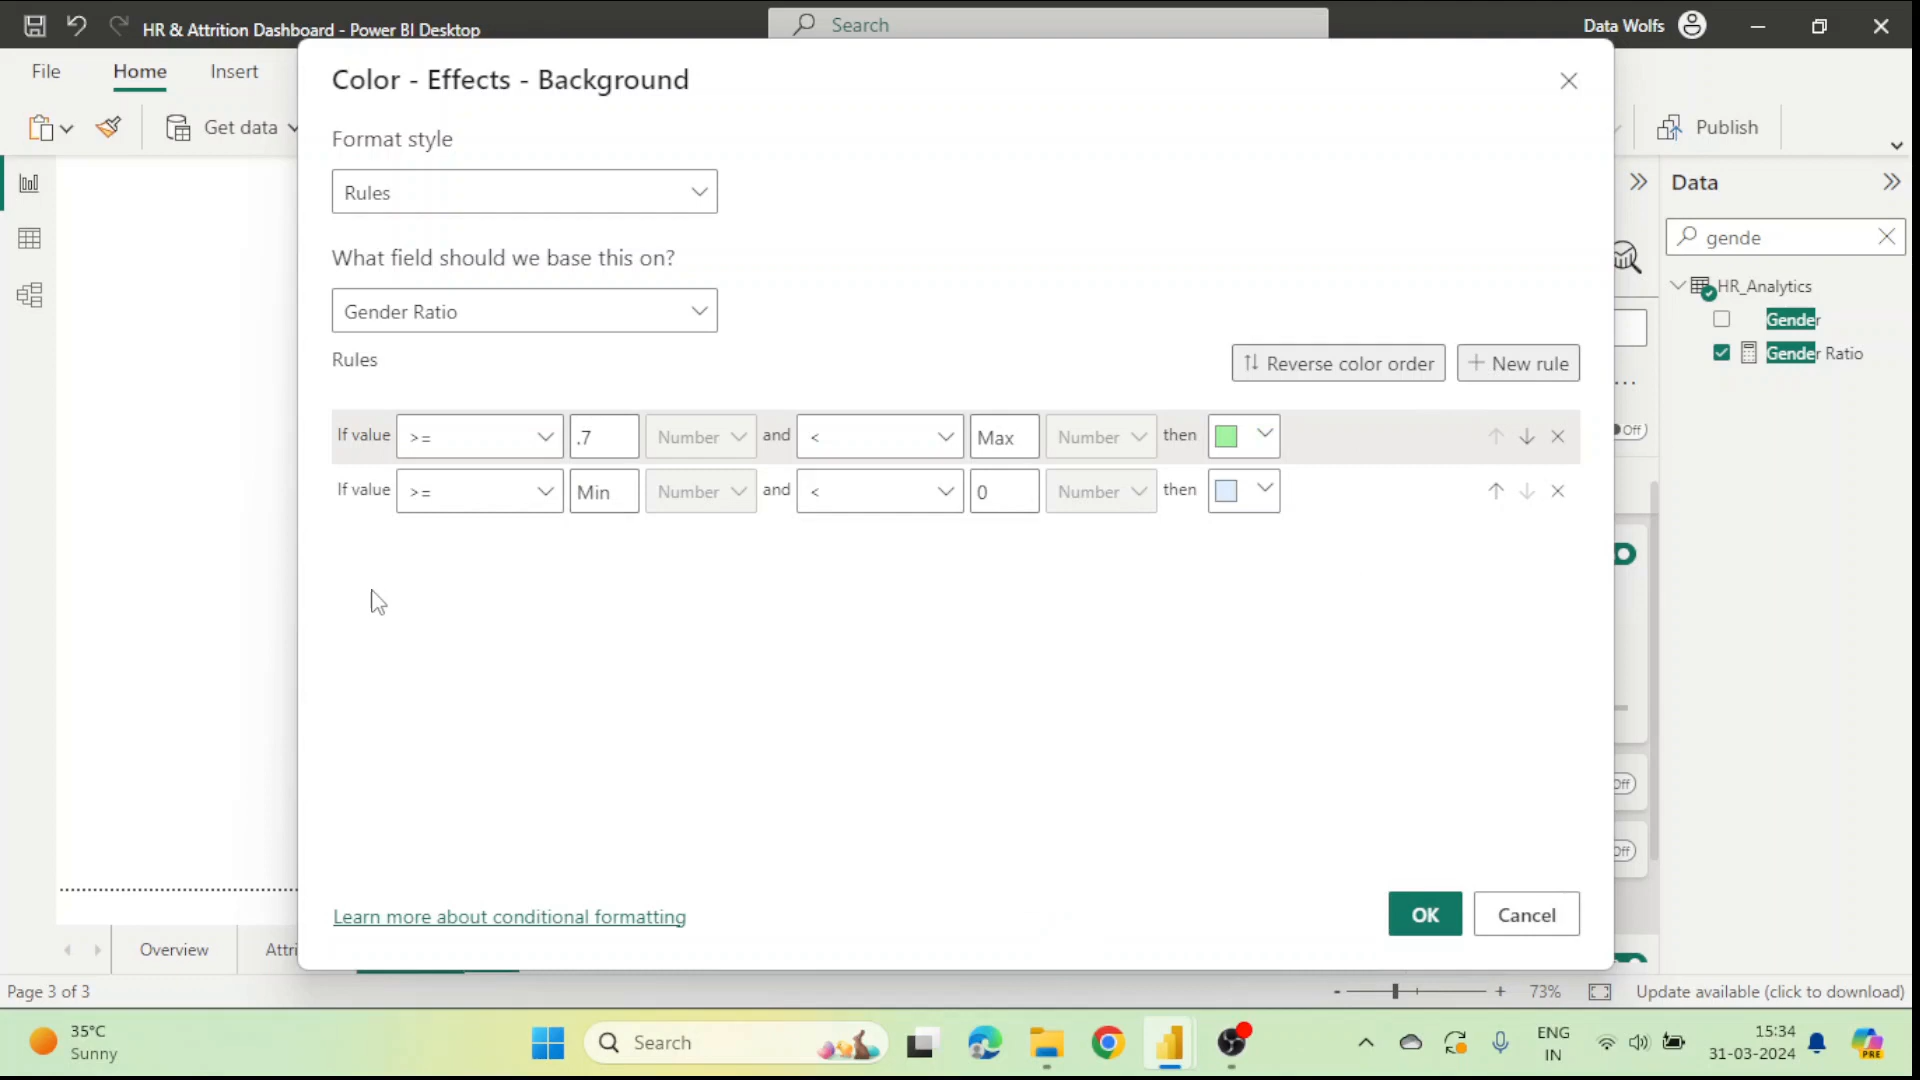 HR & Attrition Dashboard - Power BI Desktop
Search
Data Wolfs
File
Home
Insert
Get data
Publish
Color - Effects - Background
Format style
Rules
What field should we base this on?
Gender Ratio
Rules
Reverse color order
New rule
If value >= .7 Number and < Max Number then
If value >= Min Number and < 0 Number then
Learn more about conditional formatting
OK
Cancel
Data
gende
HR_Analytics
Gender
Gender Ratio
Off)
Off)
Off)
Overview
Attri
Page 3 of 3
- + 73%
Update available (click to download)
35°C
Sunny
Search
ENG
IN
15:34
31-03-2024
PRE